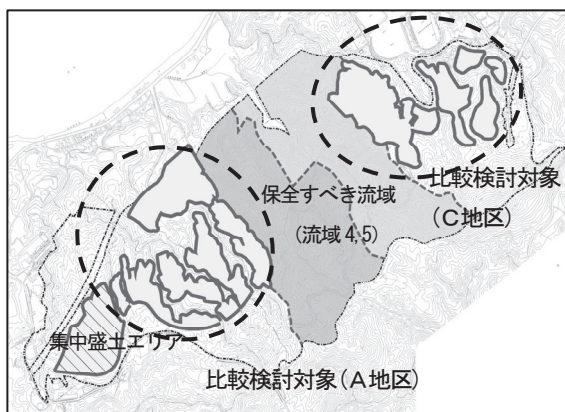 比較検討対象
(C地区)
保全すべき流域
(流域4,5)
集中盛土エリア
比較検討対象(A地区)